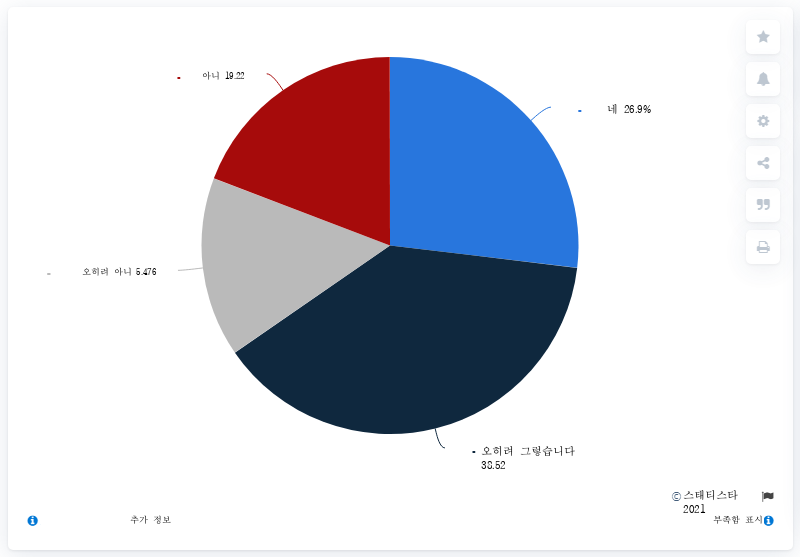 아니 19.22
네 26.9%
오히려 아니 5.476
오히려 그렇습니다
38.52
© 스태티스타
2021
추가 정보
부족함 표시